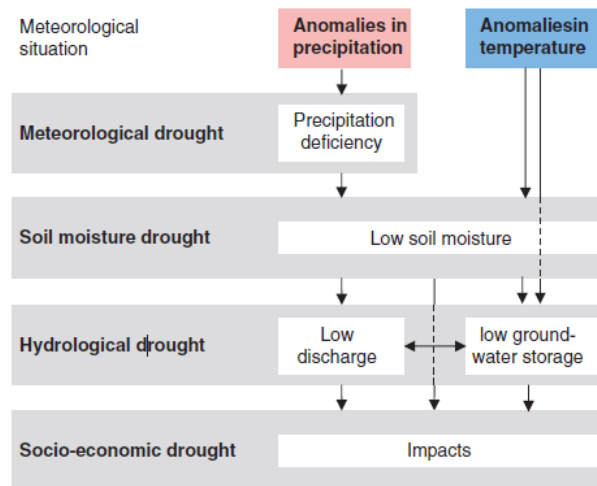 Meteorological
situation
Anomalies in
precipitation
Anomaliesin
temperature
Meteorological drought
Precipitation
deficiency
Soil moisture drought
Low soil moisture
Hydrological drought
Low
discharge
low ground-
water storage
Socio-economic drought
Impacts